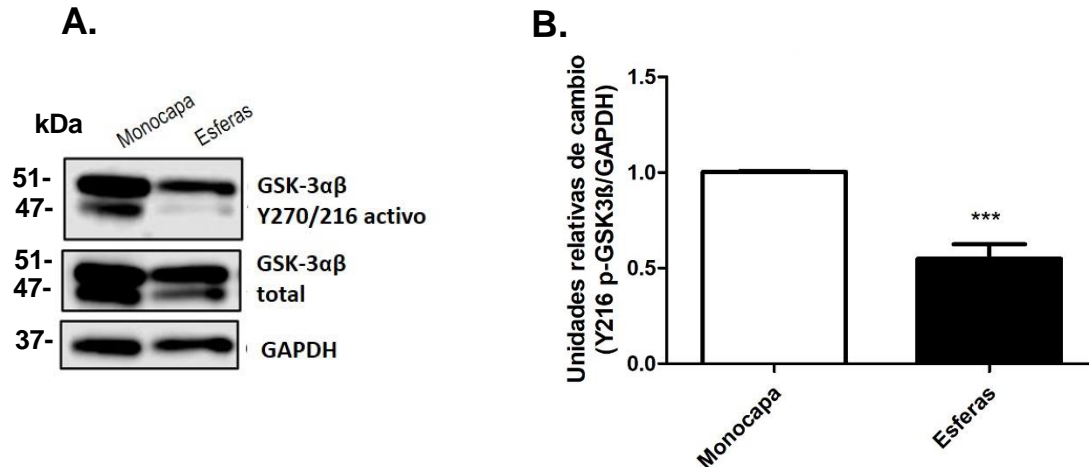 A.
kDa
Monocapa
Esferas
51-
GSK-3αβ
47-
Y270/216 activo
51-
GSK-3αβ
47-
total
37-
GAPDH
B.
Unidades relativas de cambio
(Y216 p-GSK3ß/GAPDH)
1.5
1.0
0.5
0.0
***
Monocapa
Esferas